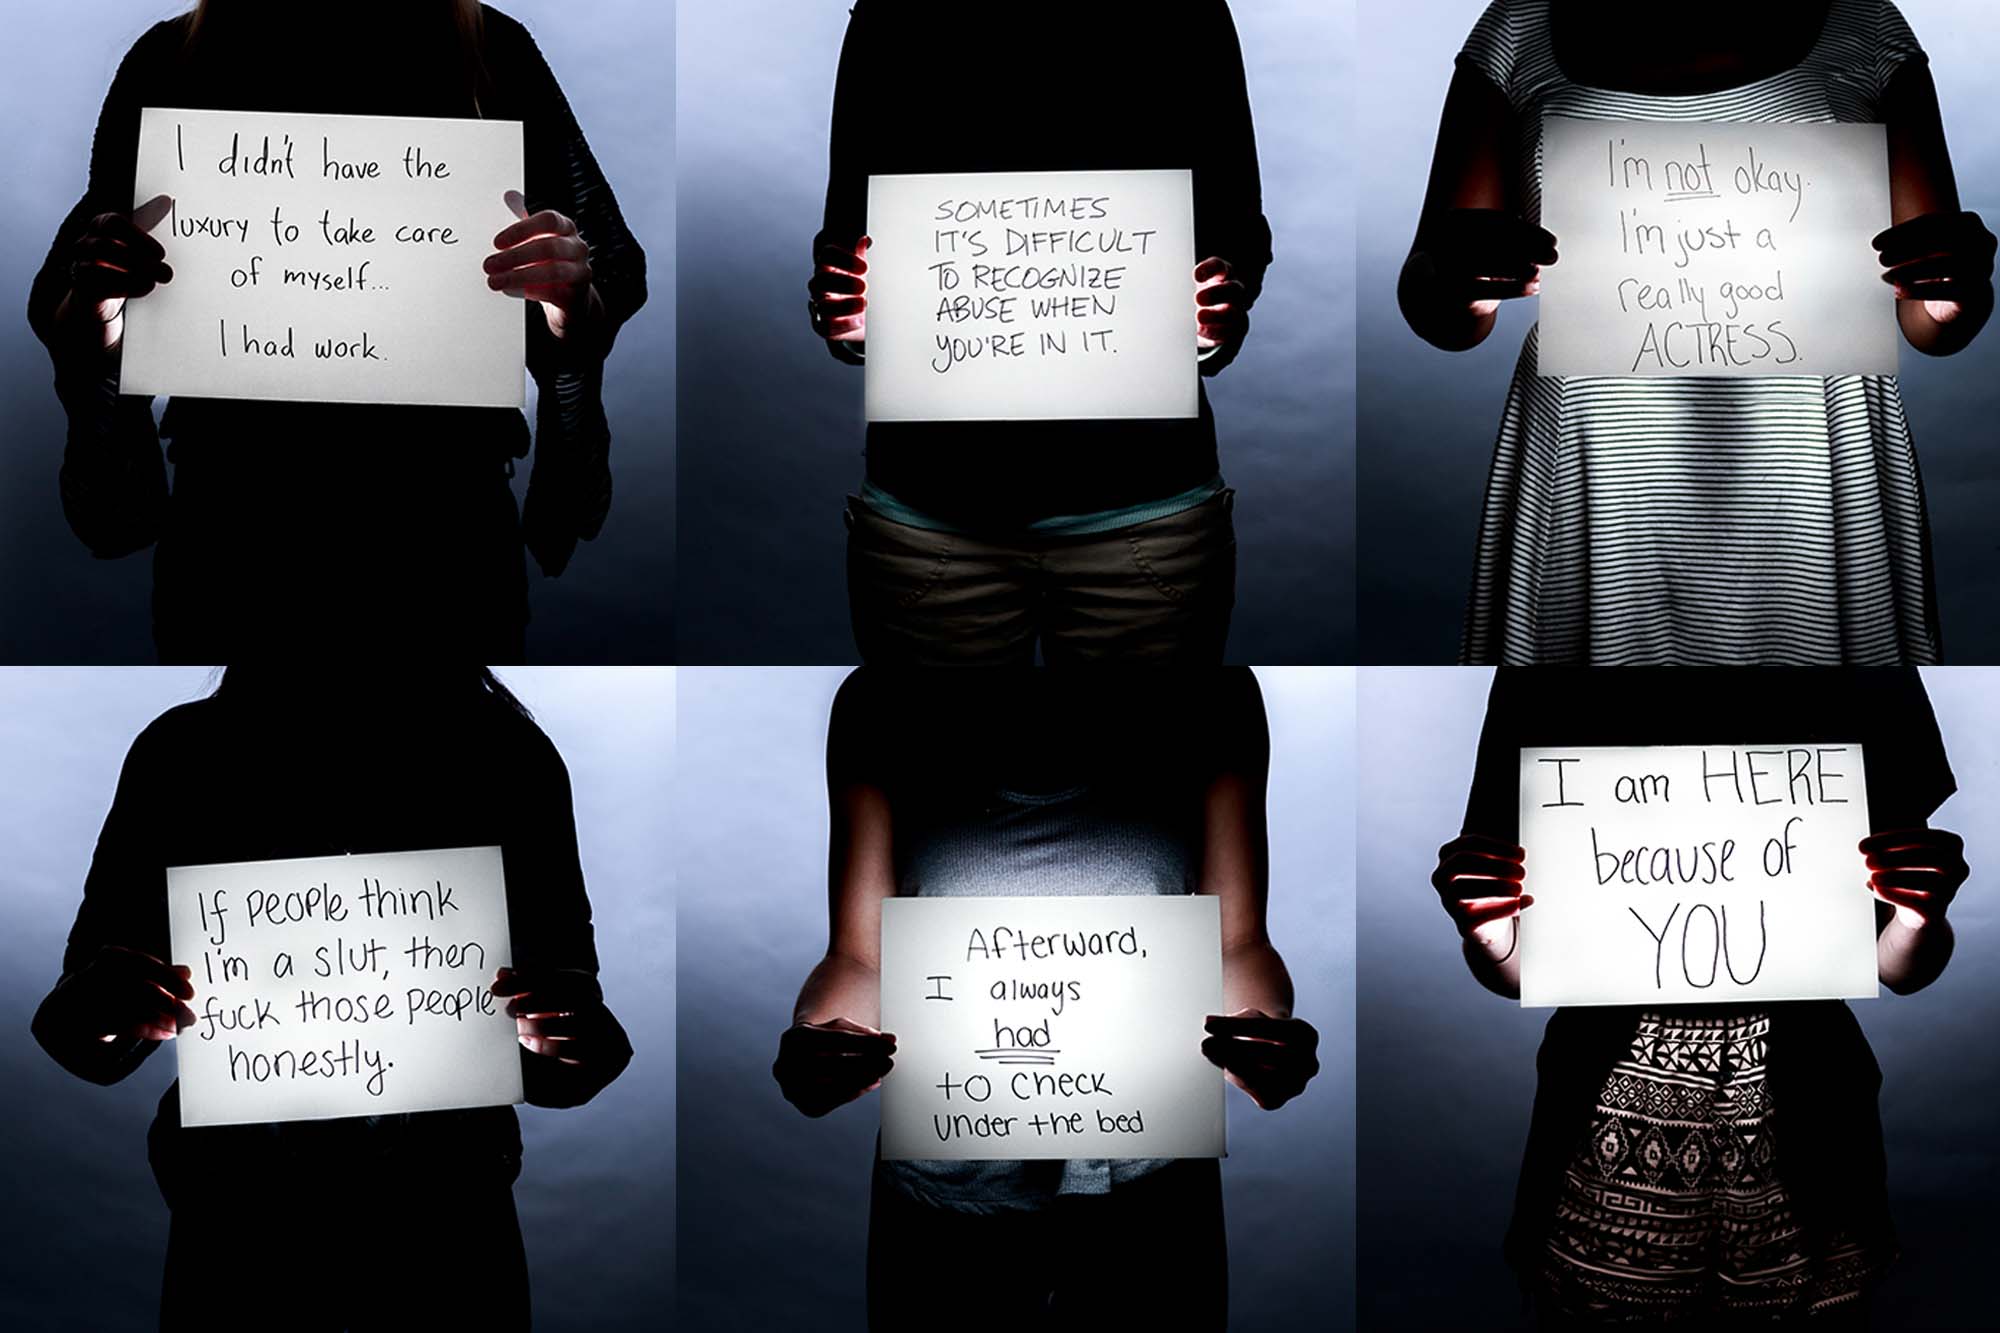 I didn't have the
luxury to take care
of myself...
I had work.
SOMETIMES
IT'S DIFFICULT
TO RECOGNIZE
ABUSE WHEN
YOU'RE IN IT.
I'm not okay.
I'm just a
really good
ACTRESS.
If people think
I'm a slut, then
fuck those people
honestly.
Afterward,
I always
had
to check
under the bed
I am HERE
because of
YOU